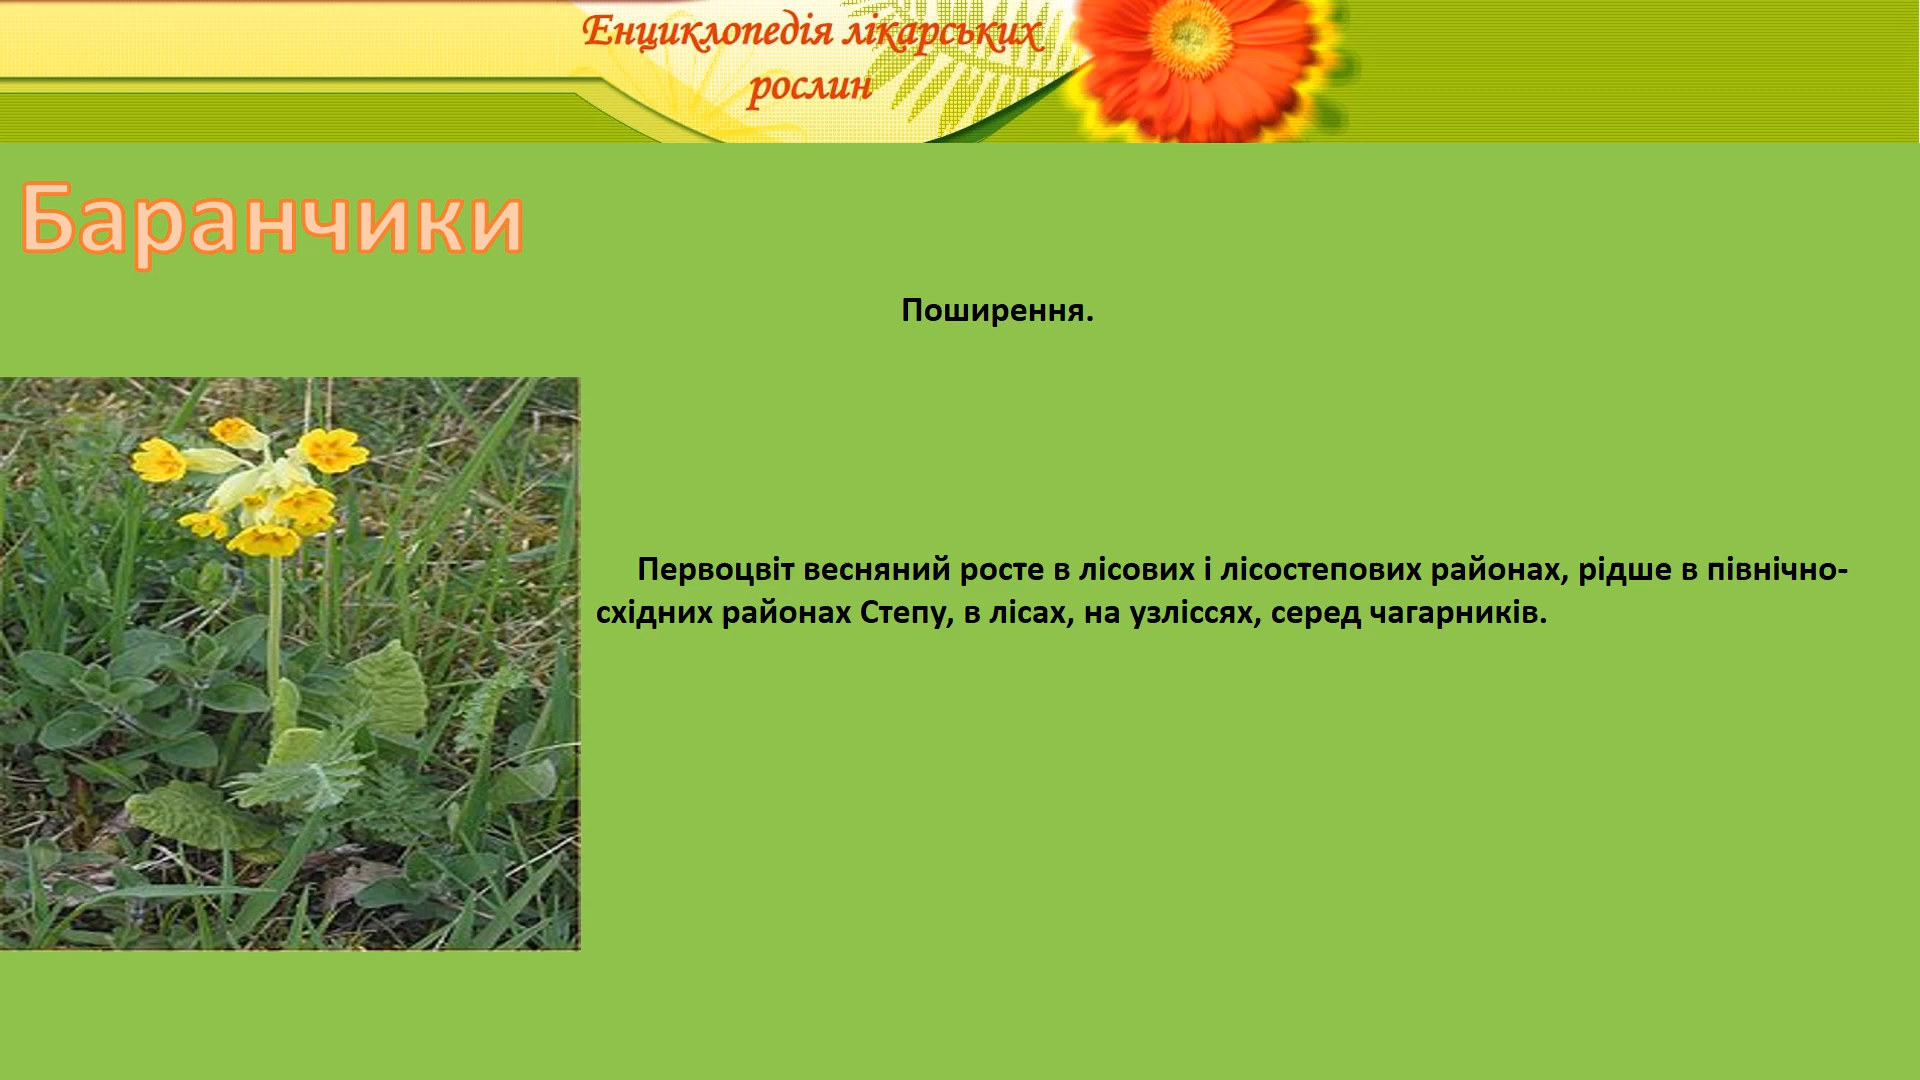 Енциклопедія лікарських
рослин
Баранчики
Поширення.
Первоцвіт весняний росте в лісових і лісостепових районах, рідше в північно-
східних районах Степу, в лісах, на узліссях, серед чагарників.